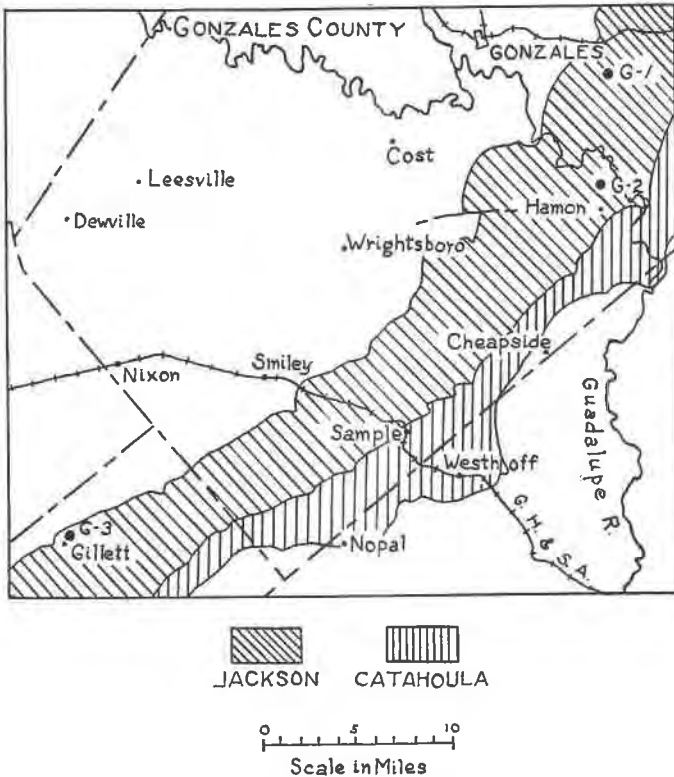 GONZALES COUNTY
GONZALES
G-1
Cost
Leesville
G-2
Hamon
Dewville
Wrightsboro
Cheapside
Smiley
Nixon
Guadalupe R.
Sample
Westhoff
G. H. & S. A.
G-3
Gillett
Nopal
JACKSON
CATAHOULA
0 5 10
Scale in Miles